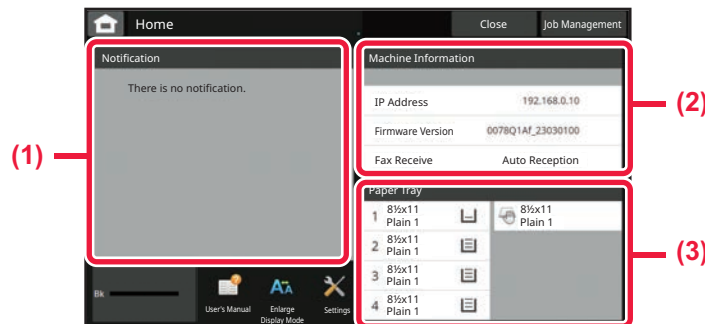 Home
Close
Job Management
Notification
There is no notification.
Machine Information
IP Address
192.168.0.10
Firmware Version
0078Q1Af_23030100
Fax Receive
Auto Reception
Paper Tray
1
8½x11
Plain 1
8½x11
Plain 1
2
8½x11
Plain 1
3
8½x11
Plain 1
4
8½x11
Plain 1
Bk
User's Manual
Enlarge
Display Mode
AA
Settings
(1)
(2)
(3)